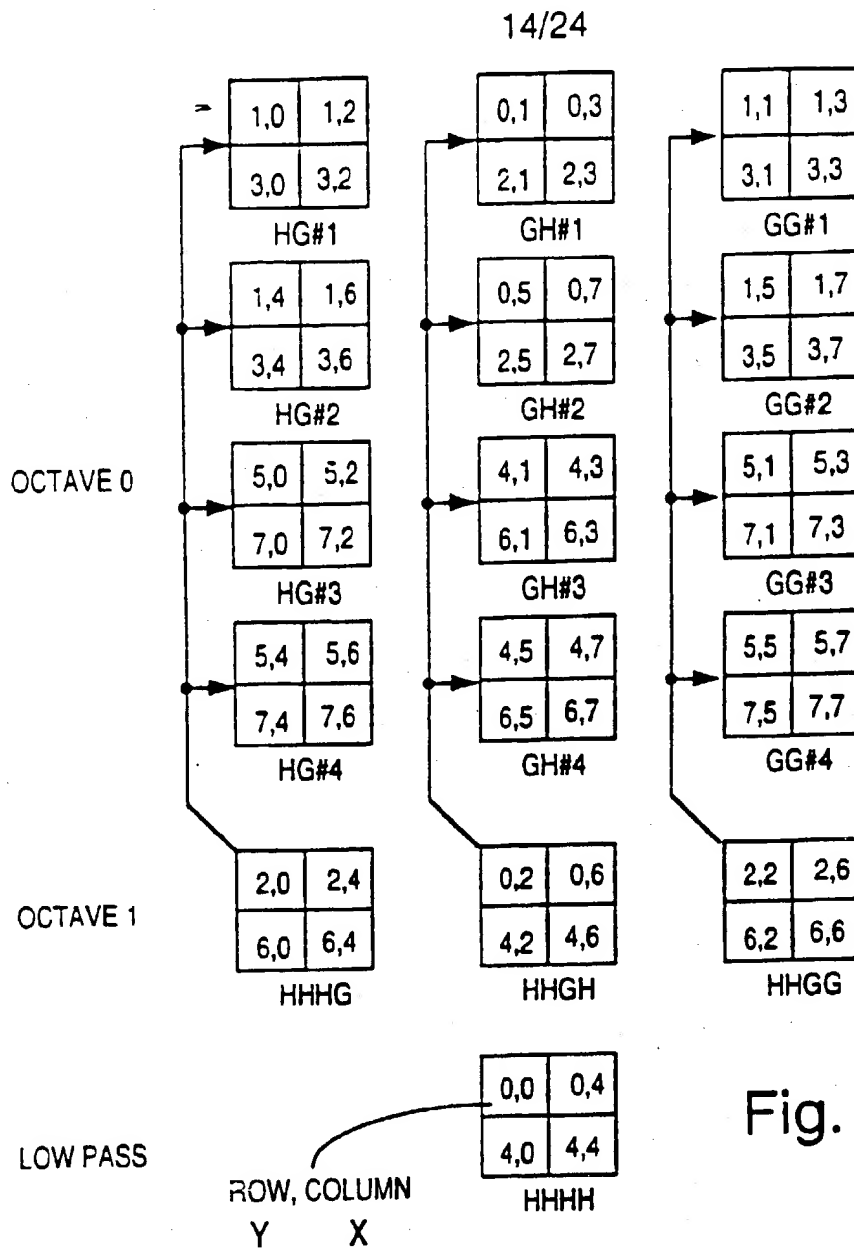 14/24
1,0 1,2 0,1 0,3 1,1 1,3
3,0 3,2 2,1 2,3 3,1 3,3
HG#1 GH#1 GG#1
1,4 1,6 0,5 0,7 1,5 1,7
3,4 3,6 2,5 2,7 3,5 3,7
HG#2 GH#2 GG#2
OCTAVE 0
5,0 5,2 4,1 4,3 5,1 5,3
7,0 7,2 6,1 6,3 7,1 7,3
HG#3 GH#3 GG#3
5,4 5,6 4,5 4,7 5,5 5,7
7,4 7,6 6,5 6,7 7,5 7,7
HG#4 GH#4 GG#4
OCTAVE 1
2,0 2,4 0,2 0,6 2,2 2,6
6,0 6,4 4,2 4,6 6,2 6,6
HHHG HHGH HHGG
LOW PASS
0,0 0,4
4,0 4,4
HHHH
ROW, COLUMN
Y X
Fig.